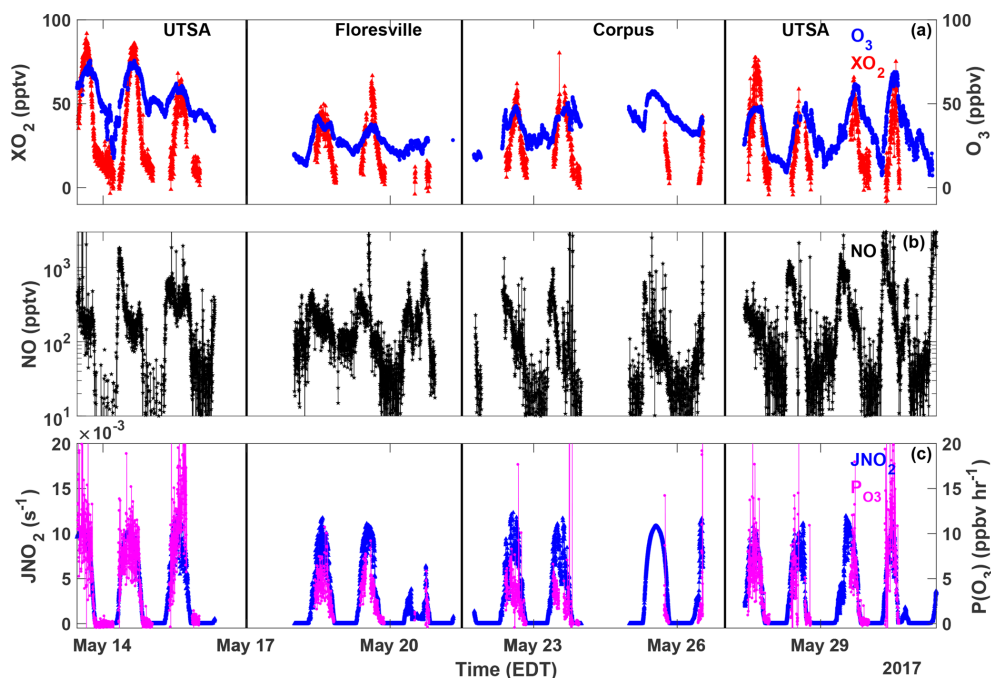 UTSA Floresville Corpus UTSA (a)
O₃
XO₂
100
50
0
XO₂ (pptv)
100
50
0
O₃ (ppbv)
NO (b)
10³
10²
10¹
NO (pptv)
×10⁻³
(c)
JNO₂
P_O3
20
15
10
5
0
JNO₂ (s⁻¹)
20
15
10
5
0
P(O₃) (ppbv hr⁻¹)
May 14 May 17 May 20 May 23 May 26 May 29
Time (EDT) 2017